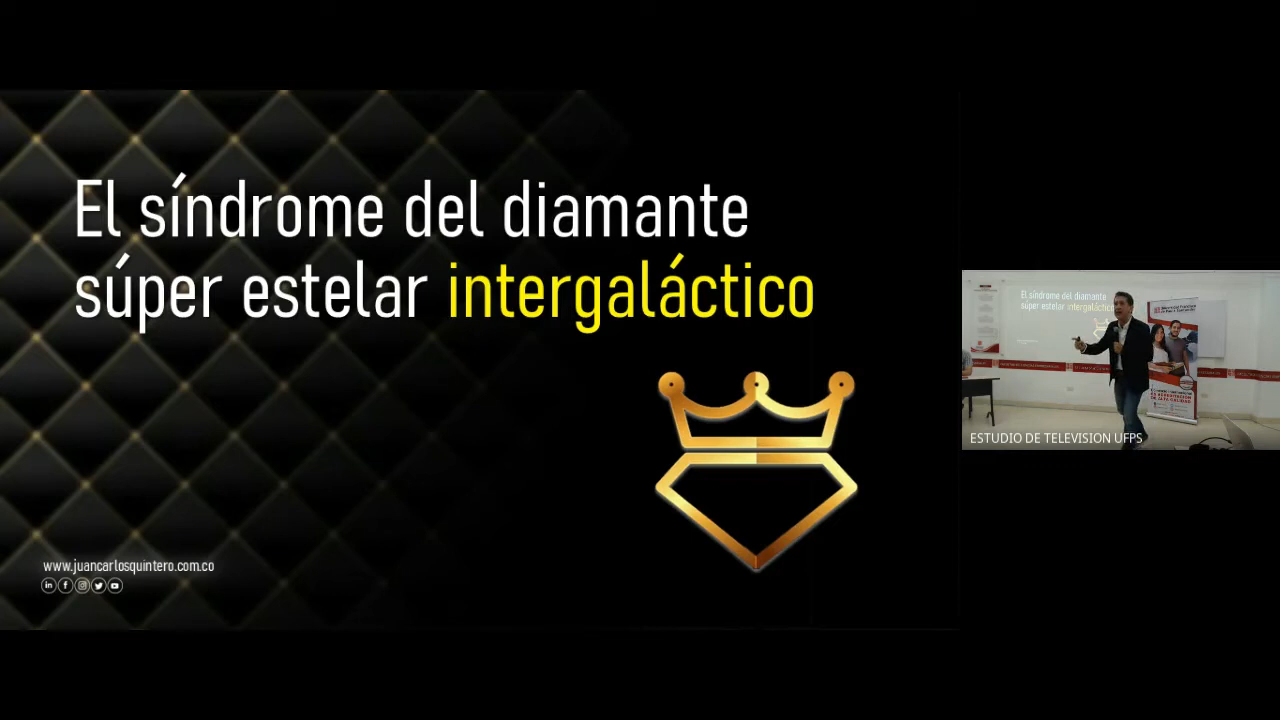 El síndrome del diamante
súper estelar intergaláctico
www.juancarlosquintero.com.co
El síndrome del diamante
súper estelar intergaláctico
ESTUDIO DE TELEVISION UFPS